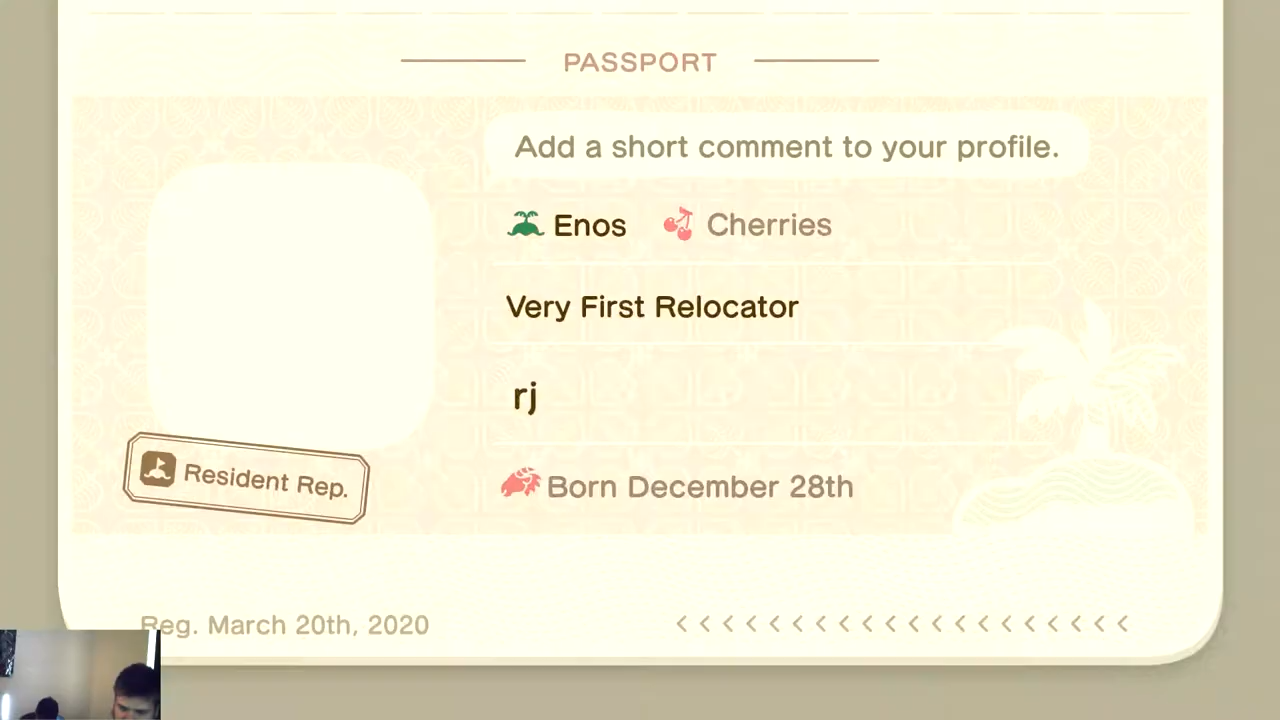 PASSPORT
Add a short comment to your profile.
Enos Cherries
Very First Relocator
rj
Resident Rep.
Born December 28th
Reg. March 20th, 2020
<<<<<<<<<<<<<<<<<<<<